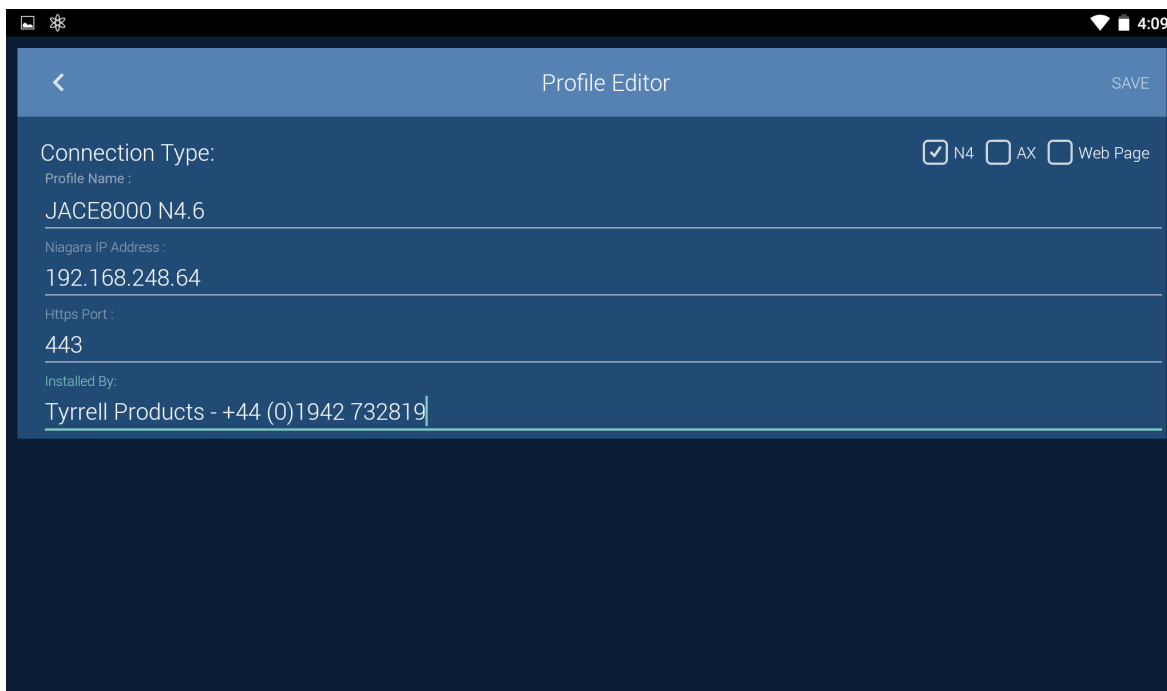 4:09
Profile Editor SAVE
Connection Type: N4 AX Web Page
Profile Name :
JACE8000 N4.6
Niagara IP Address :
192.168.248.64
Https Port :
443
Installed By:
Tyrrell Products - +44 (0)1942 732819